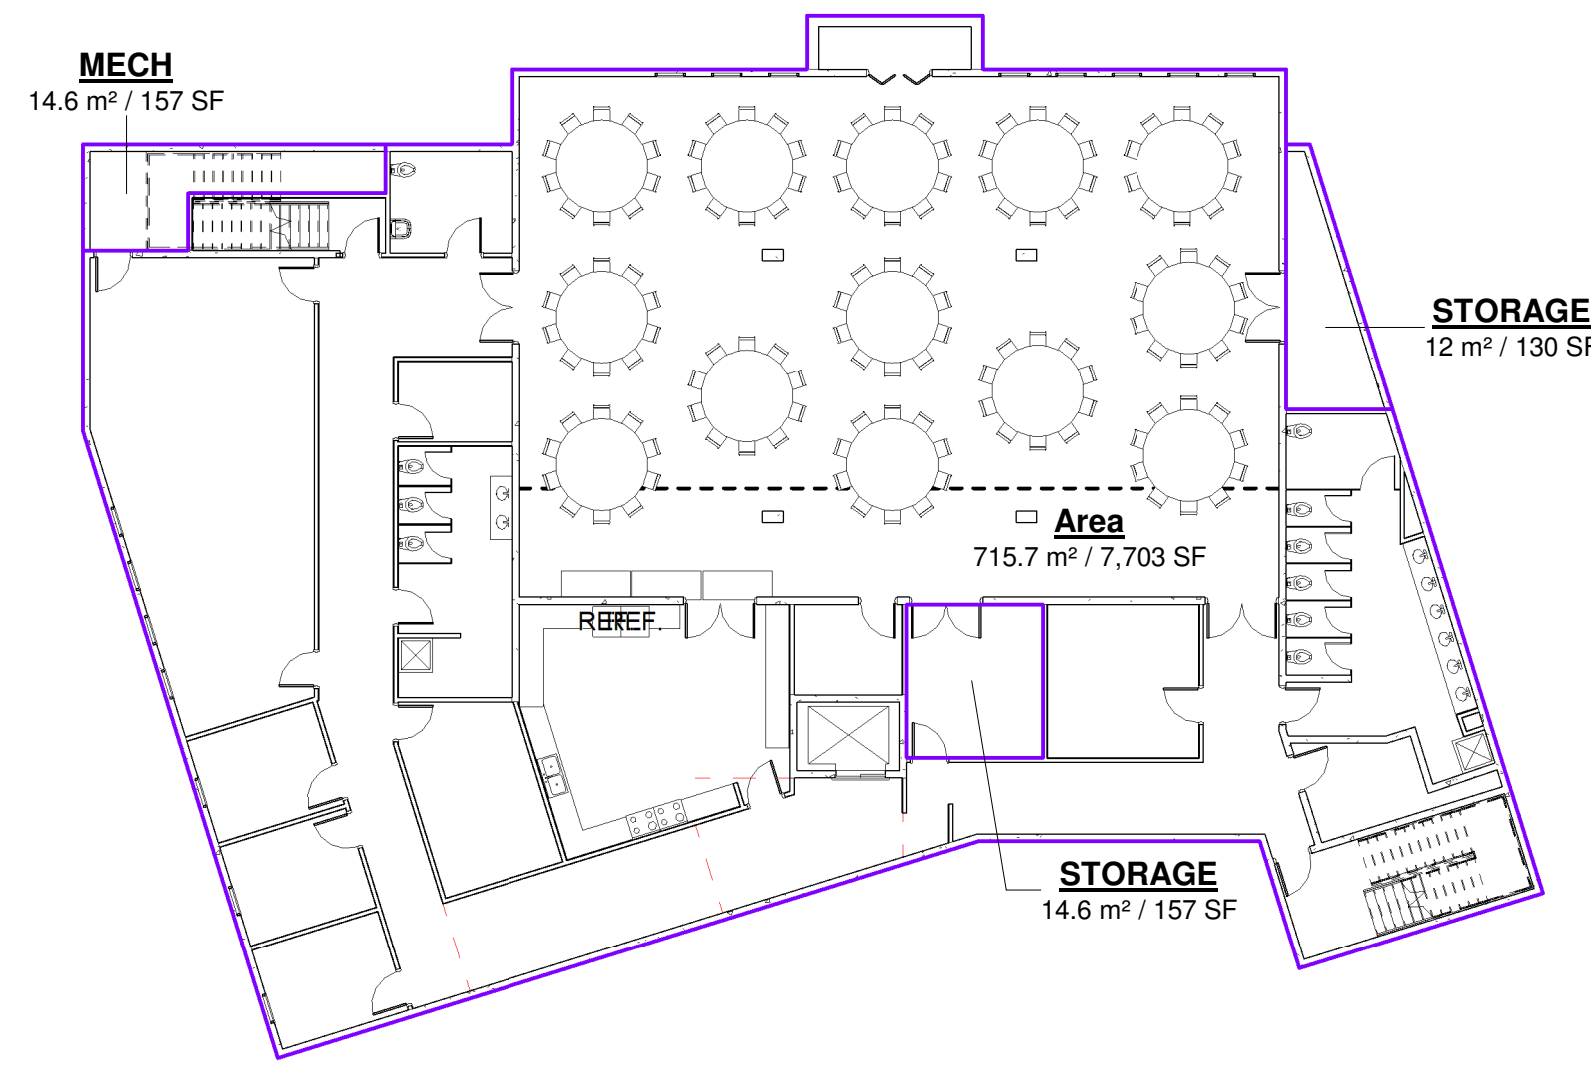 MECH
14.6 m² / 157 SF
STORAGE
12 m² / 130 SF
Area
715.7 m² / 7,703 SF
REF.
STORAGE
14.6 m² / 157 SF